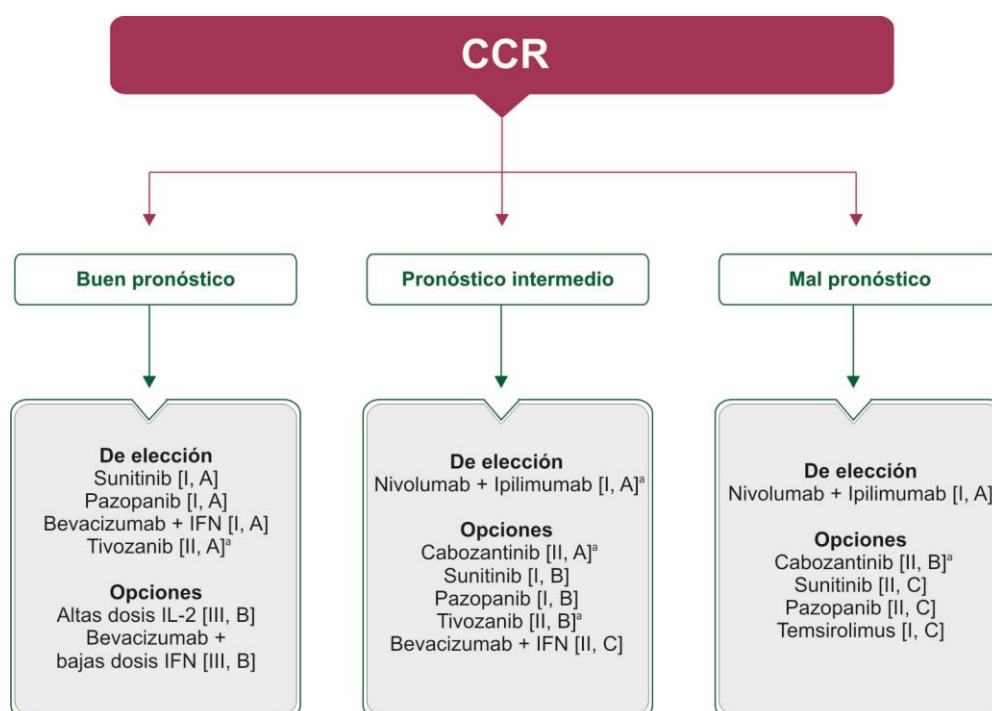 CCR
Buen pronóstico
Pronóstico intermedio
Mal pronóstico
De elección
Sunitinib [I, A]
Pazopanib [I, A]
Bevacizumab + IFN [I, A]
Tivozanib [II, A]ª
Opciones
Altas dosis IL-2 [III, B]
Bevacizumab +
bajas dosis IFN [III, B]
De elección
Nivolumab + Ipilimumab [I, A]ª
Opciones
Cabozantinib [II, A]ª
Sunitinib [I, B]
Pazopanib [I, B]
Tivozanib [II, B]ª
Bevacizumab + IFN [II, C]
De elección
Nivolumab + Ipilimumab [I, A]
Opciones
Cabozantinib [II, B]ª
Sunitinib [II, C]
Pazopanib [II, C]
Temsirolimus [I, C]